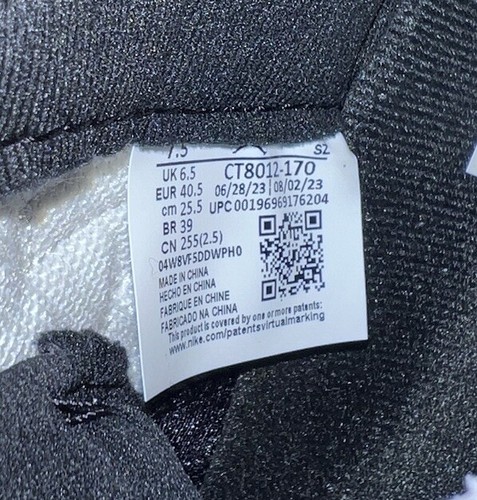 7.5 S2
UK 6.5 CT8012-170
EUR 40.5 06/28/23 | 08/02/23
cm 25.5 UPC 00196969176204
BR 39
CN 255(2.5)
04W8VF5DDWPH0
MADE IN CHINA
HECHO EN CHINA
FABRIQUE EN CHINE
FABRICADO NA CHINA
This product is covered by one or more patents:
www.nike.com/patentsvirtualmarking